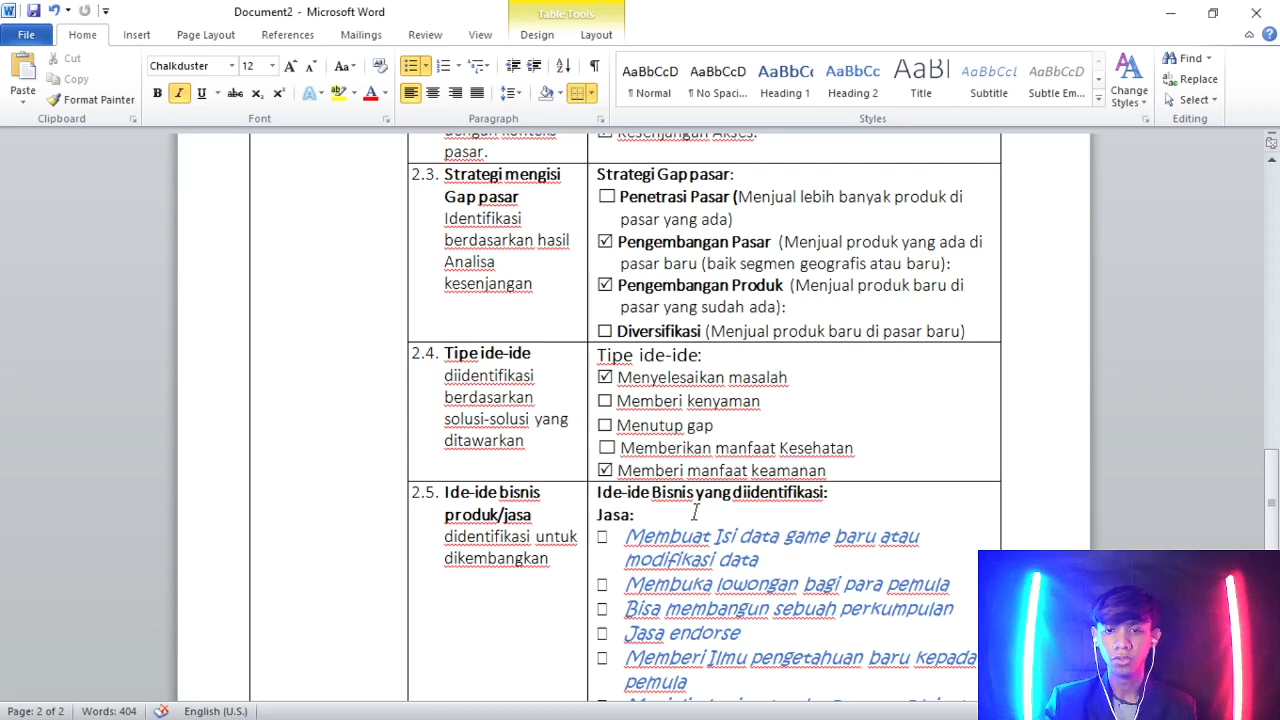 Document2 - Microsoft Word
Table Tools
File Home Insert Page Layout References Mailings Review View Design Layout
Paste
Cut
Copy
Format Painter
Clipboard
Chalkduster 12
Font
Paragraph
AaBbCcD AaBbCcD AaBbCc AaBbCc AaBb AaBbCcD AaBbCcD
¶ Normal ¶ No Spaci... Heading 1 Heading 2 Title Subtitle Subtle Em...
Change Styles
Styles
Find
Replace
Select
Editing
pasar.
Kesenjangan Akses.
2.3. Strategi mengisi
Gap pasar
Identifikasi
berdasarkan hasil
Analisa
kesenjangan
Strategi Gap pasar:
☐ Penetrasi Pasar (Menjual lebih banyak produk di
pasar yang ada)
☑ Pengembangan Pasar (Menjual produk yang ada di
pasar baru (baik segmen geografis atau baru):
☑ Pengembangan Produk (Menjual produk baru di
pasar yang sudah ada):
☐ Diversifikasi (Menjual produk baru di pasar baru)
2.4. Tipe ide-ide
diidentifikasi
berdasarkan
solusi-solusi yang
ditawarkan
Tipe ide-ide:
☑ Menyelesaikan masalah
☐ Memberi kenyaman
☐ Menutup gap
☐ Memberikan manfaat Kesehatan
☑ Memberi manfaat keamanan
2.5. Ide-ide bisnis
produk/jasa
didentifikasi untuk
dikembangkan
Ide-ide Bisnis yang diidentifikasi:
Jasa:
Membuat Isi data game baru atau
modifikasi data
Membuka lowongan bagi para pemula
Bisa membangun sebuah perkumpulan
Jasa endorse
Memberi Ilmu pengetahuan baru kepada
pemula
Page: 2 of 2 Words: 404 English (U.S.)